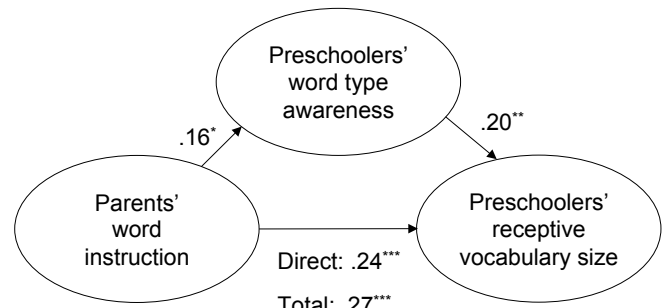 Preschoolers’
word type
awareness
.16*
.20**
Parents’
word
instruction
Preschoolers’
receptive
vocabulary size
Direct: .24***
Total: .27***